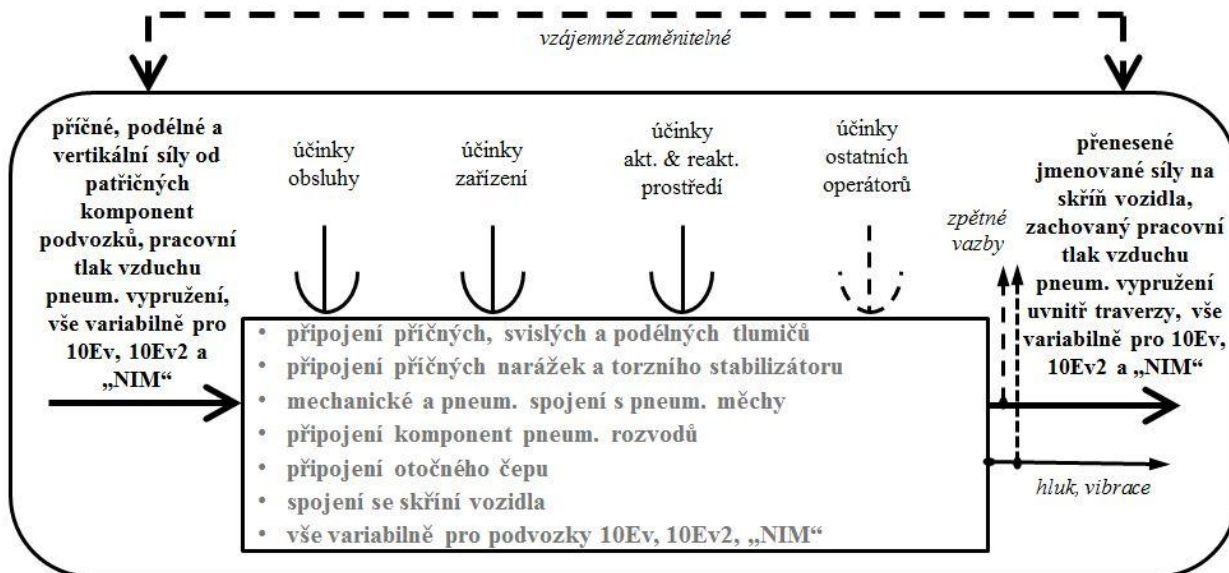 vzájemně zaměnitelné
příčné, podélné a
vertikální síly od
patřičných
komponent
podvozků, pracovní
tlak vzduchu
pneum. vypružení,
vše variabilně pro
10Ev, 10Ev2 a
„NIM“
účinky
obsluhy
účinky
zařízení
účinky
akt. & reakt.
prostředí
účinky
ostatních
operátorů
zpětné
vazby
přenesené
jmenované síly na
skříň vozidla,
zachovaný pracovní
tlak vzduchu
pneum. vypružení
uvnitř traverzy, vše
variabilně pro 10Ev,
10Ev2 a „NIM“
• připojení příčných, svislých a podélných tlumičů
• připojení příčných narážek a torzního stabilizátoru
• mechanické a pneum. spojení s pneum. měchy
• připojení komponent pneum. rozvodů
• připojení otočného čepu
• spojení se skříní vozidla
• vše variabilně pro podvozky 10Ev, 10Ev2, „NIM“
hluk, vibrace